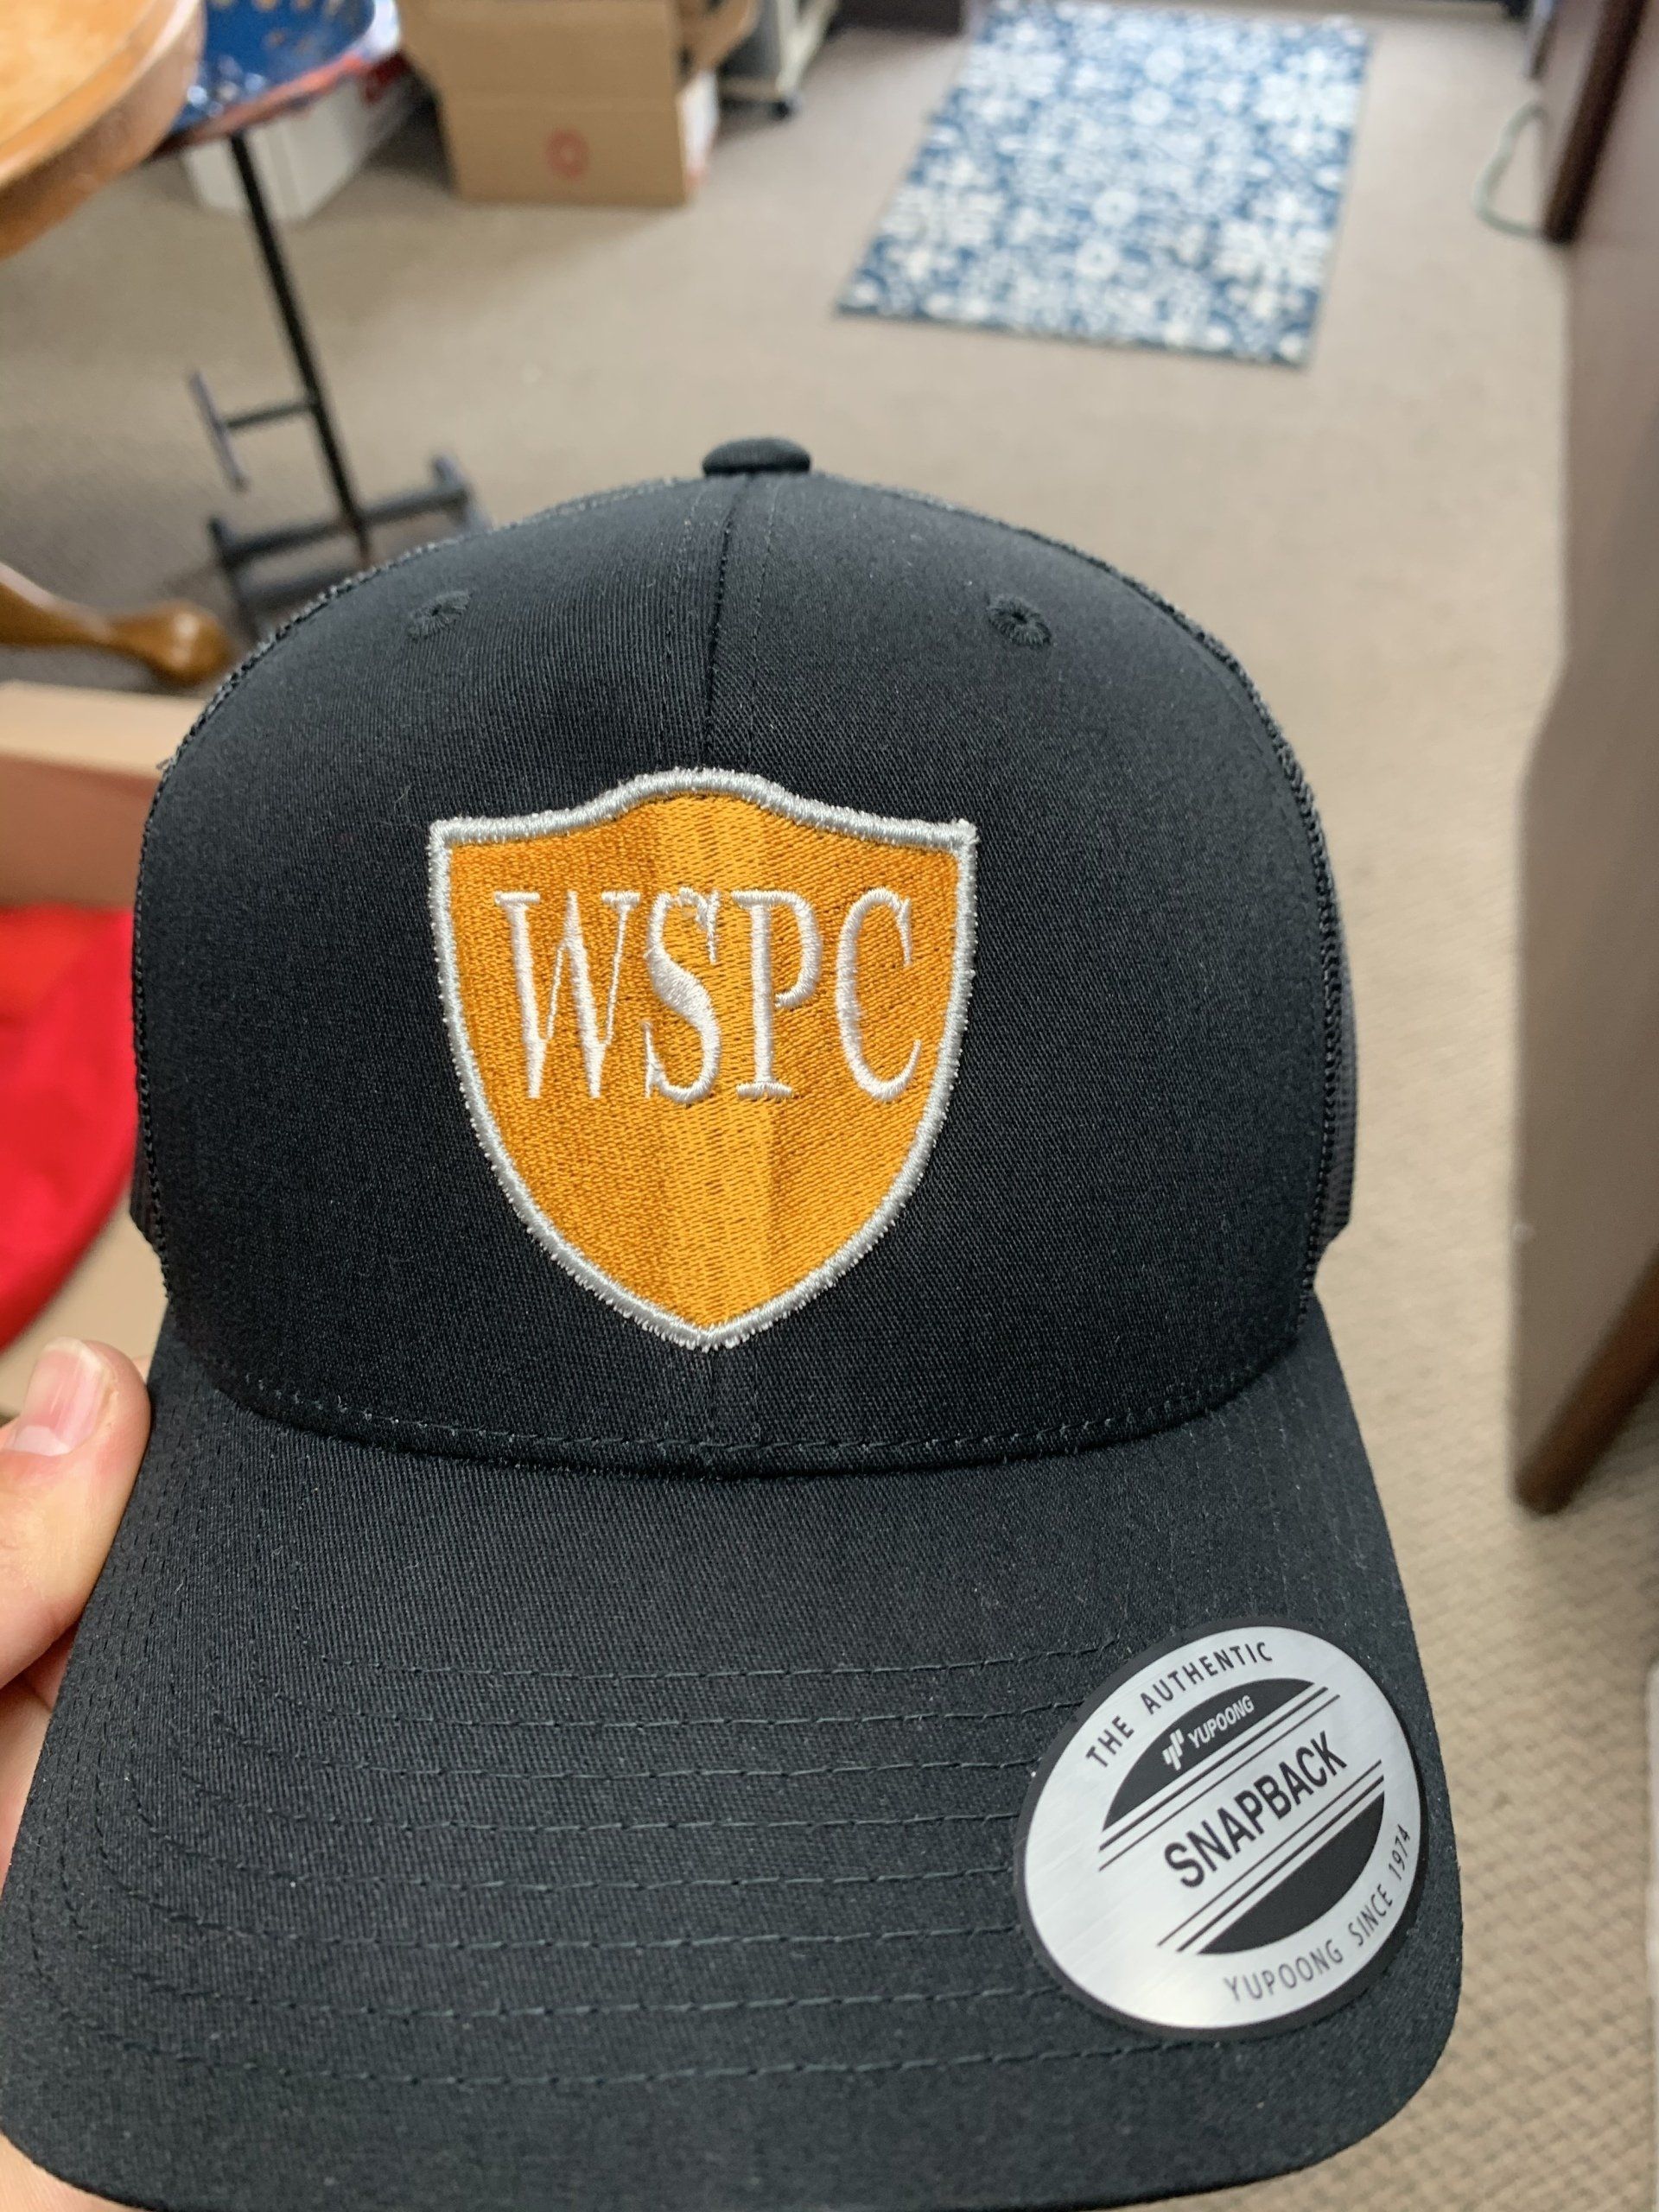 WSPC
THE AUTHENTIC
YUPOONG
SNAPBACK
YUPOONG SINCE 1974